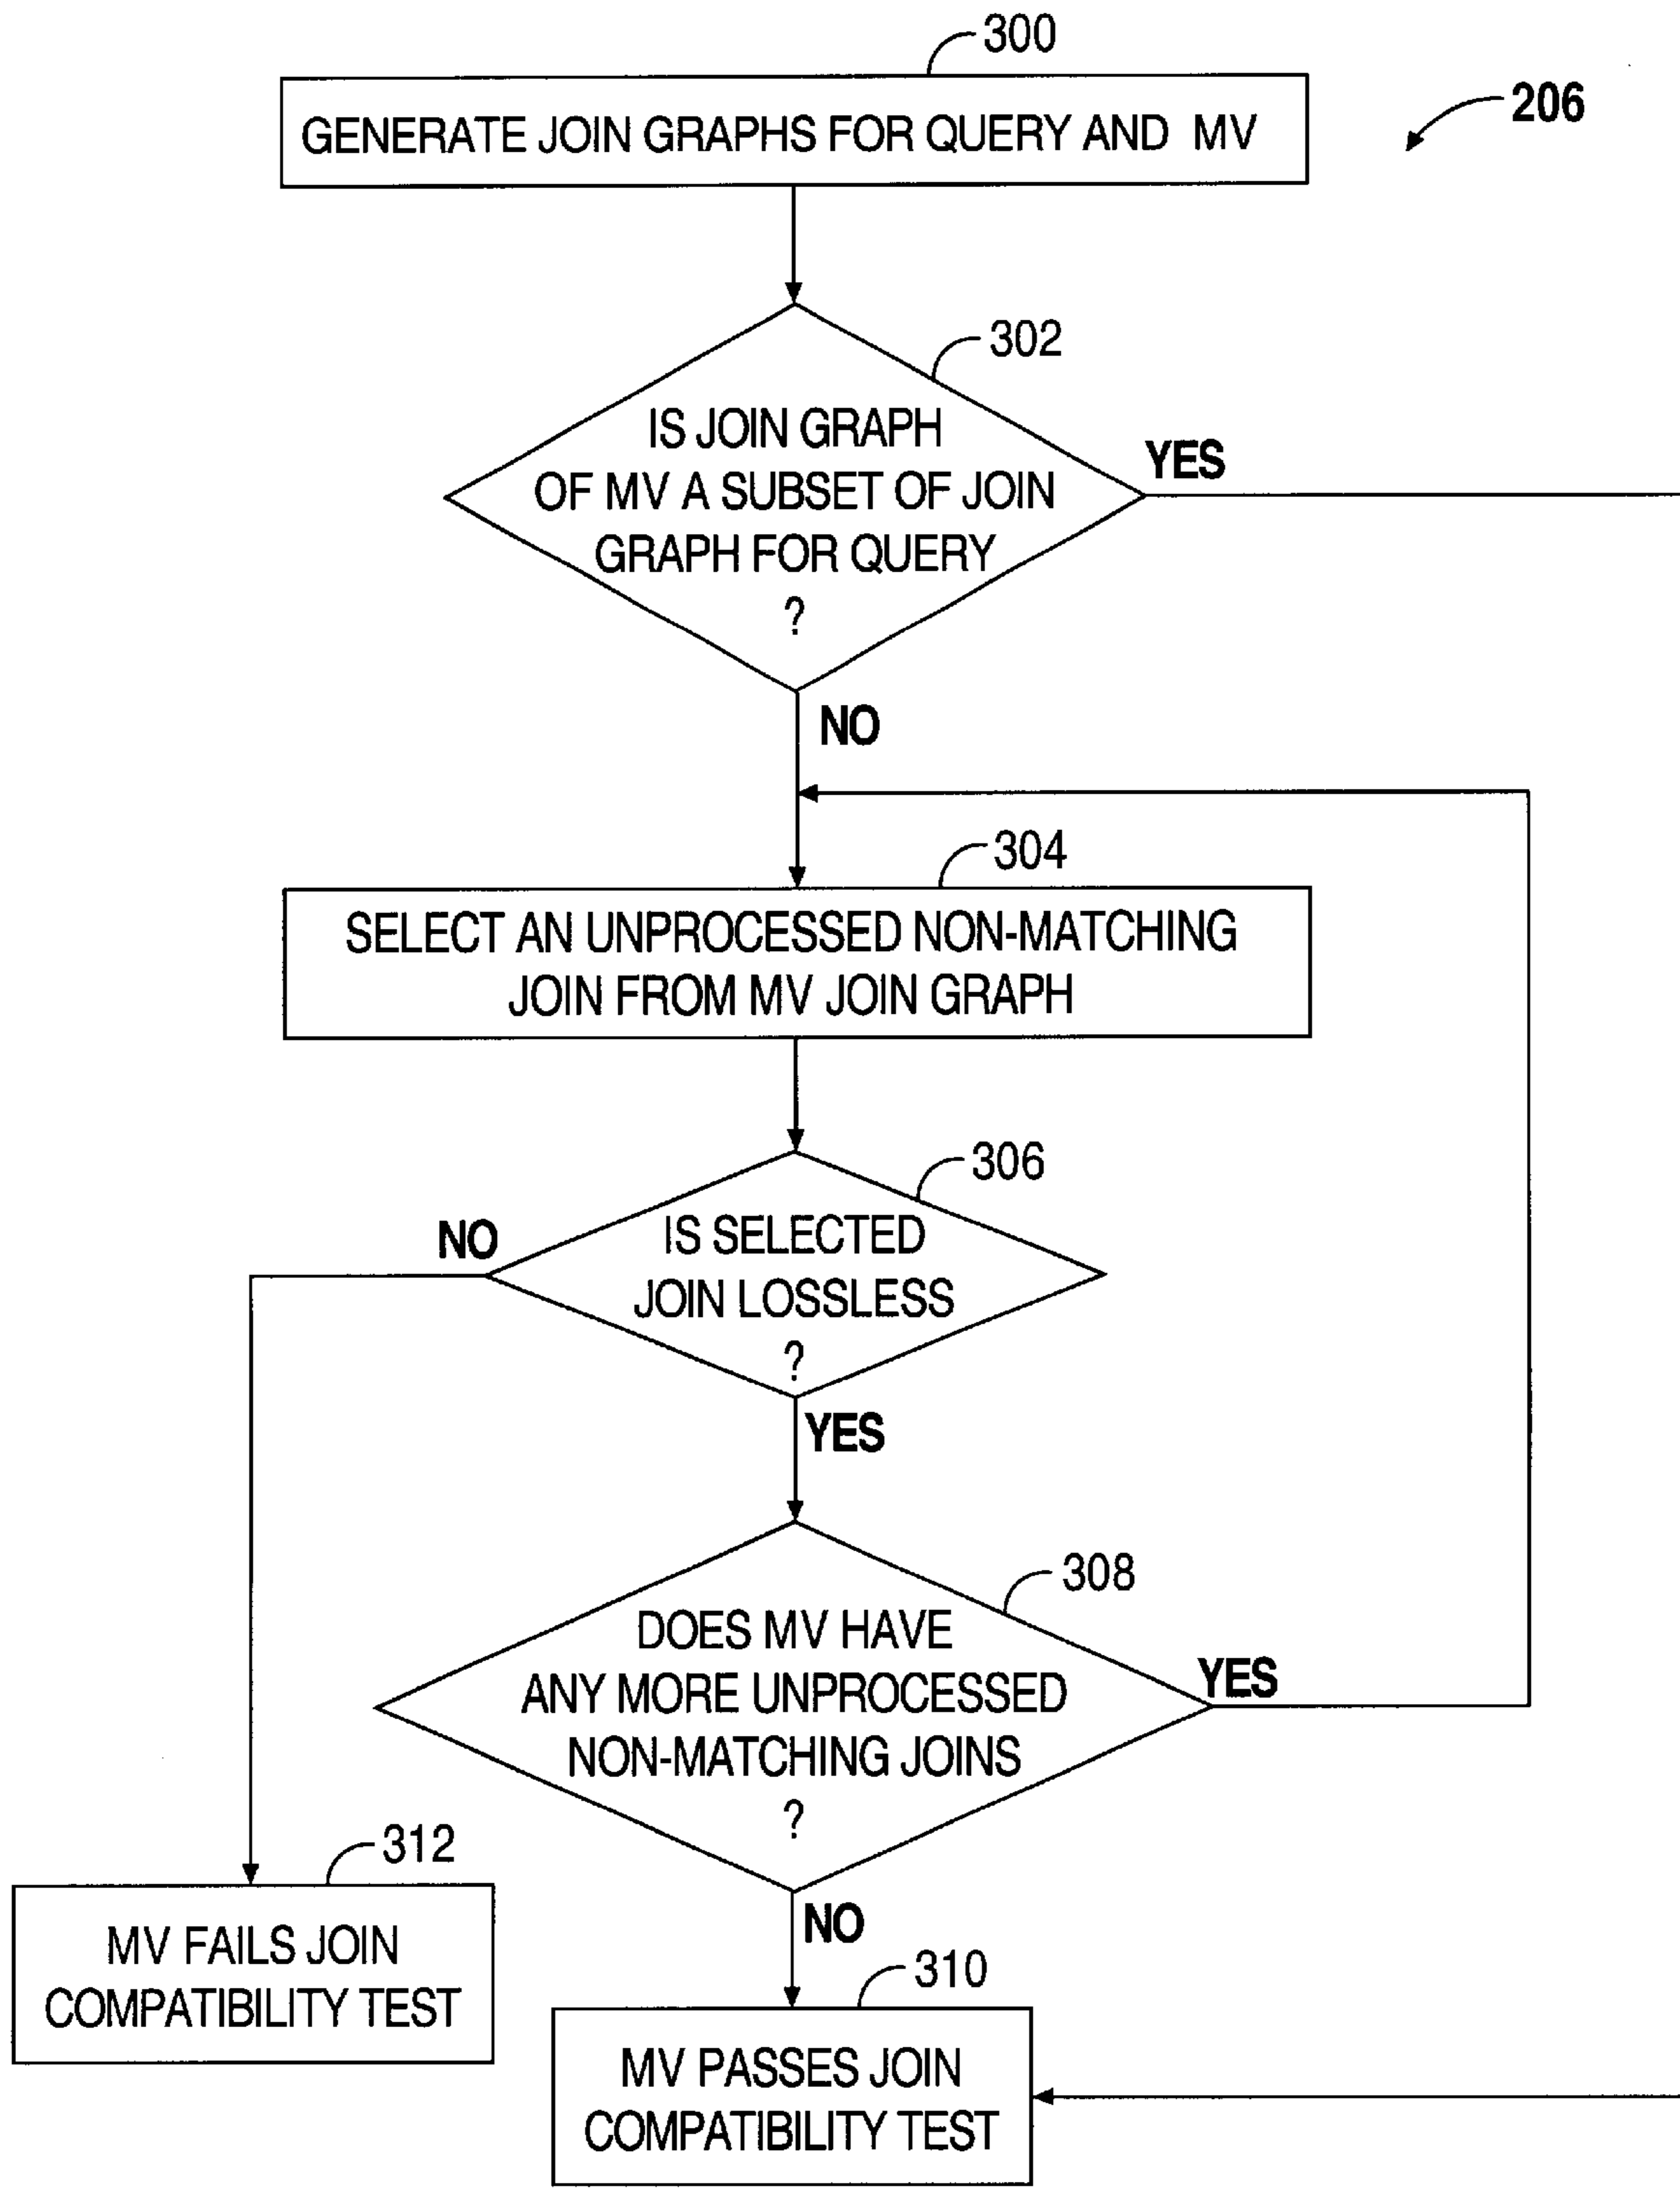 300
206
GENERATE JOIN GRAPHS FOR QUERY AND MV
302
IS JOIN GRAPH
OF MV A SUBSET OF JOIN
GRAPH FOR QUERY
?
YES
NO
304
SELECT AN UNPROCESSED NON-MATCHING
JOIN FROM MV JOIN GRAPH
306
NO
IS SELECTED
JOIN LOSSLESS
?
YES
308
DOES MV HAVE
ANY MORE UNPROCESSED
NON-MATCHING JOINS
?
YES
312
MV FAILS JOIN
COMPATIBILITY TEST
NO
310
MV PASSES JOIN
COMPATIBILITY TEST